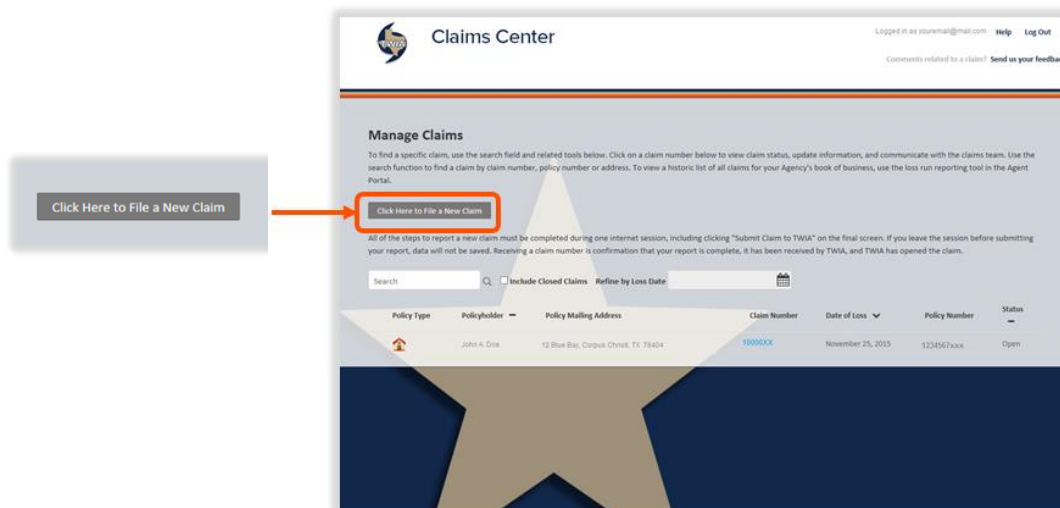 Claims Center
TWIA
Logged in as youremail@mail.com Help Log Out
Comments related to a claim? Send us your feedba
Manage Claims
To find a specific claim, use the search field and related tools below. Click on a claim number below to view claim status, update information, and communicate with the claims team. Use the
search function to find a claim by claim number, policy number or address. To view a historic list of all claims for your Agency's book of business, use the loss run reporting tool in the Agent
Portal.
Click Here to File a New Claim
Click Here to File a New Claim
All of the steps to report a new claim must be completed during one internet session, including clicking "Submit Claim to TWIA" on the final screen. If you leave the session before submitting
your report, data will not be saved. Receiving a claim number is confirmation that your report is complete, it has been received by TWIA, and TWIA has opened the claim.
Search Include Closed Claims Refine by Loss Date
Policy Type Policyholder Policy Mailing Address Claim Number Date of Loss Policy Number Status
John A. Doe 12 Blue Bay, Corpus Christi, TX 78404 10000XX November 25, 2015 1234567xxx Open